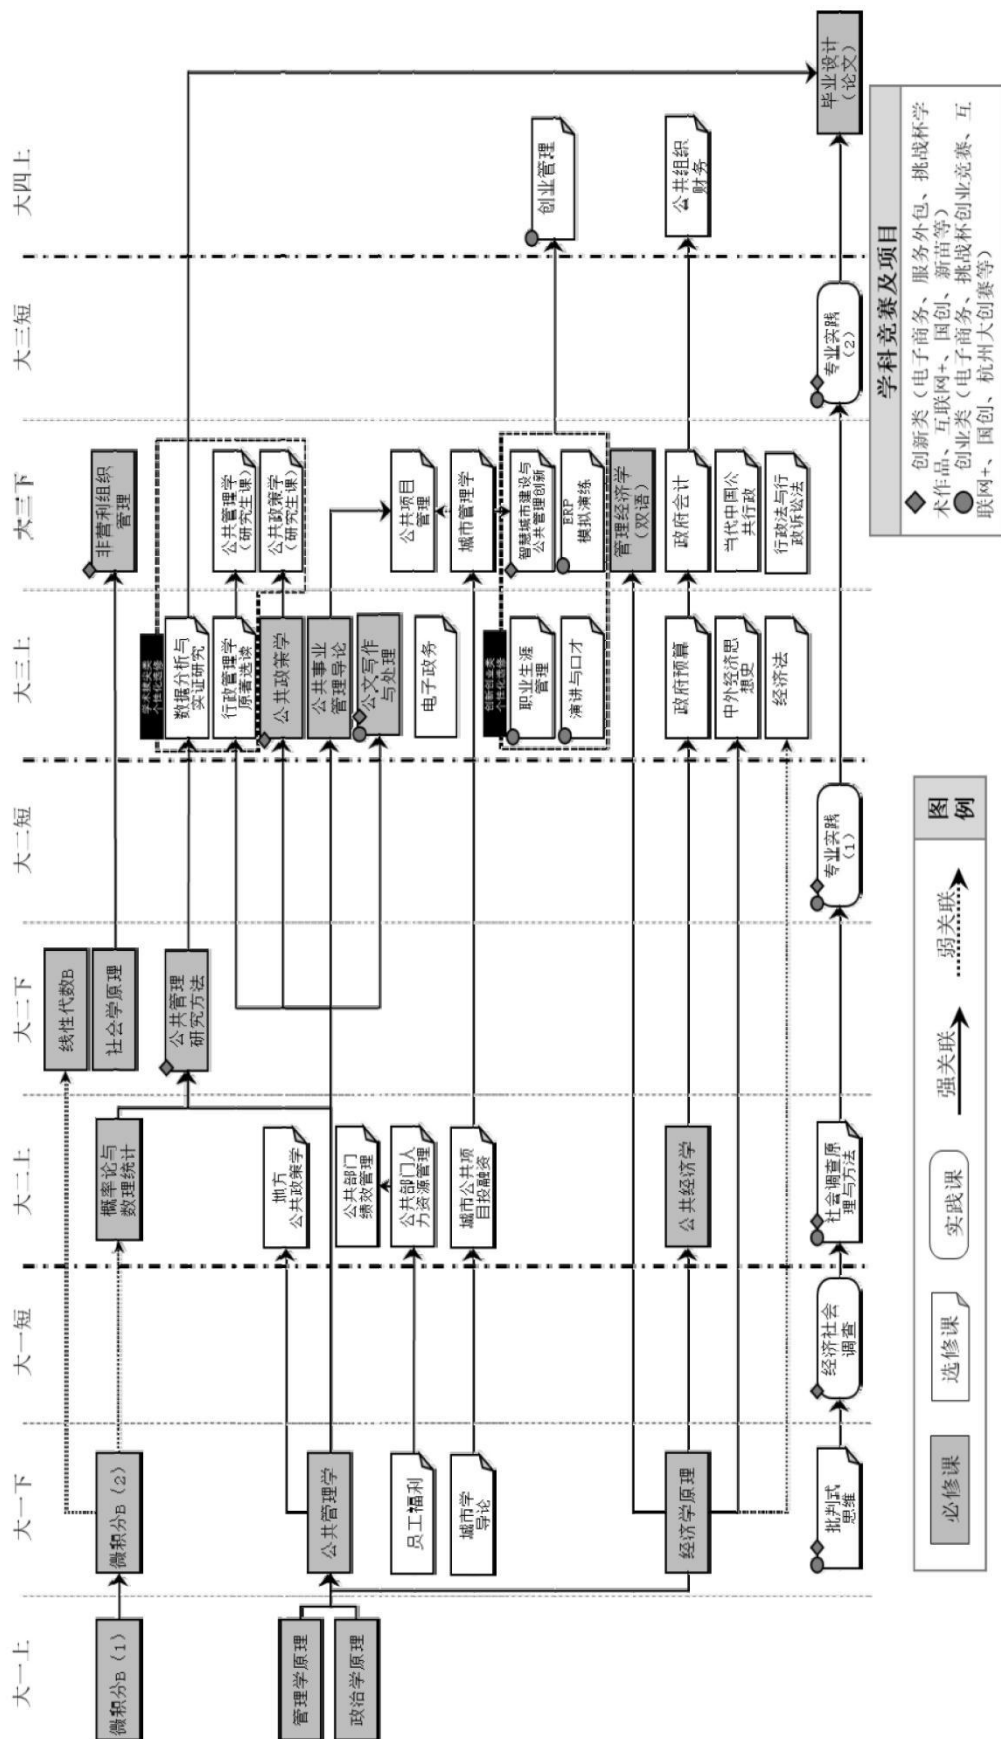 大一上
大一下
大一短
大二上
大二下
大二短
大三上
大三下
大三短
大四上
微积分B（1）
微积分B（2）
概率论与
数理统计
线性代数B
社会学原理
非营利组织
管理
公共管理
研究方法
学术拓展类
个性化选修
数据分析与
实证研究
行政管理学
原著选读
公共管理学
（研究生课）
公共政策学
（研究生课）
管理学原理
政治学原理
公共管理学
地方
公共政策学
公共政策学
公共事业
管理导论
公文写作
与处理
电子政务
公共部门
绩效管理
公共部门人
力资源管理
员工福利
城市学
导论
城市公共项
目投融资
公共项目
管理
城市管理学
创新创业类
个性化选修
职业生涯
管理
演讲与口才
智慧城市建设与
公共管理创新
ERP
模拟演练
创业管理
管理经济学
（双语）
经济学原理
公共经济学
政府预算
政府会计
公共组织
财务
中外经济思
想史
当代中国公
共行政
经济法
行政法与行
政诉讼法
批判式
思维
经济社会
调查
社会调查原
理与方法
专业实践
（1）
专业实践
（2）
毕业设计
（论文）
必修课
选修课
实践课
强关联
弱关联
图
例
学科竞赛及项目
创新类（电子商务、服务外包、挑战杯学
术作品、互联网+、国创、新苗等）
创业类（电子商务、挑战杯创业竞赛、互
联网+、国创、杭州大创赛等）